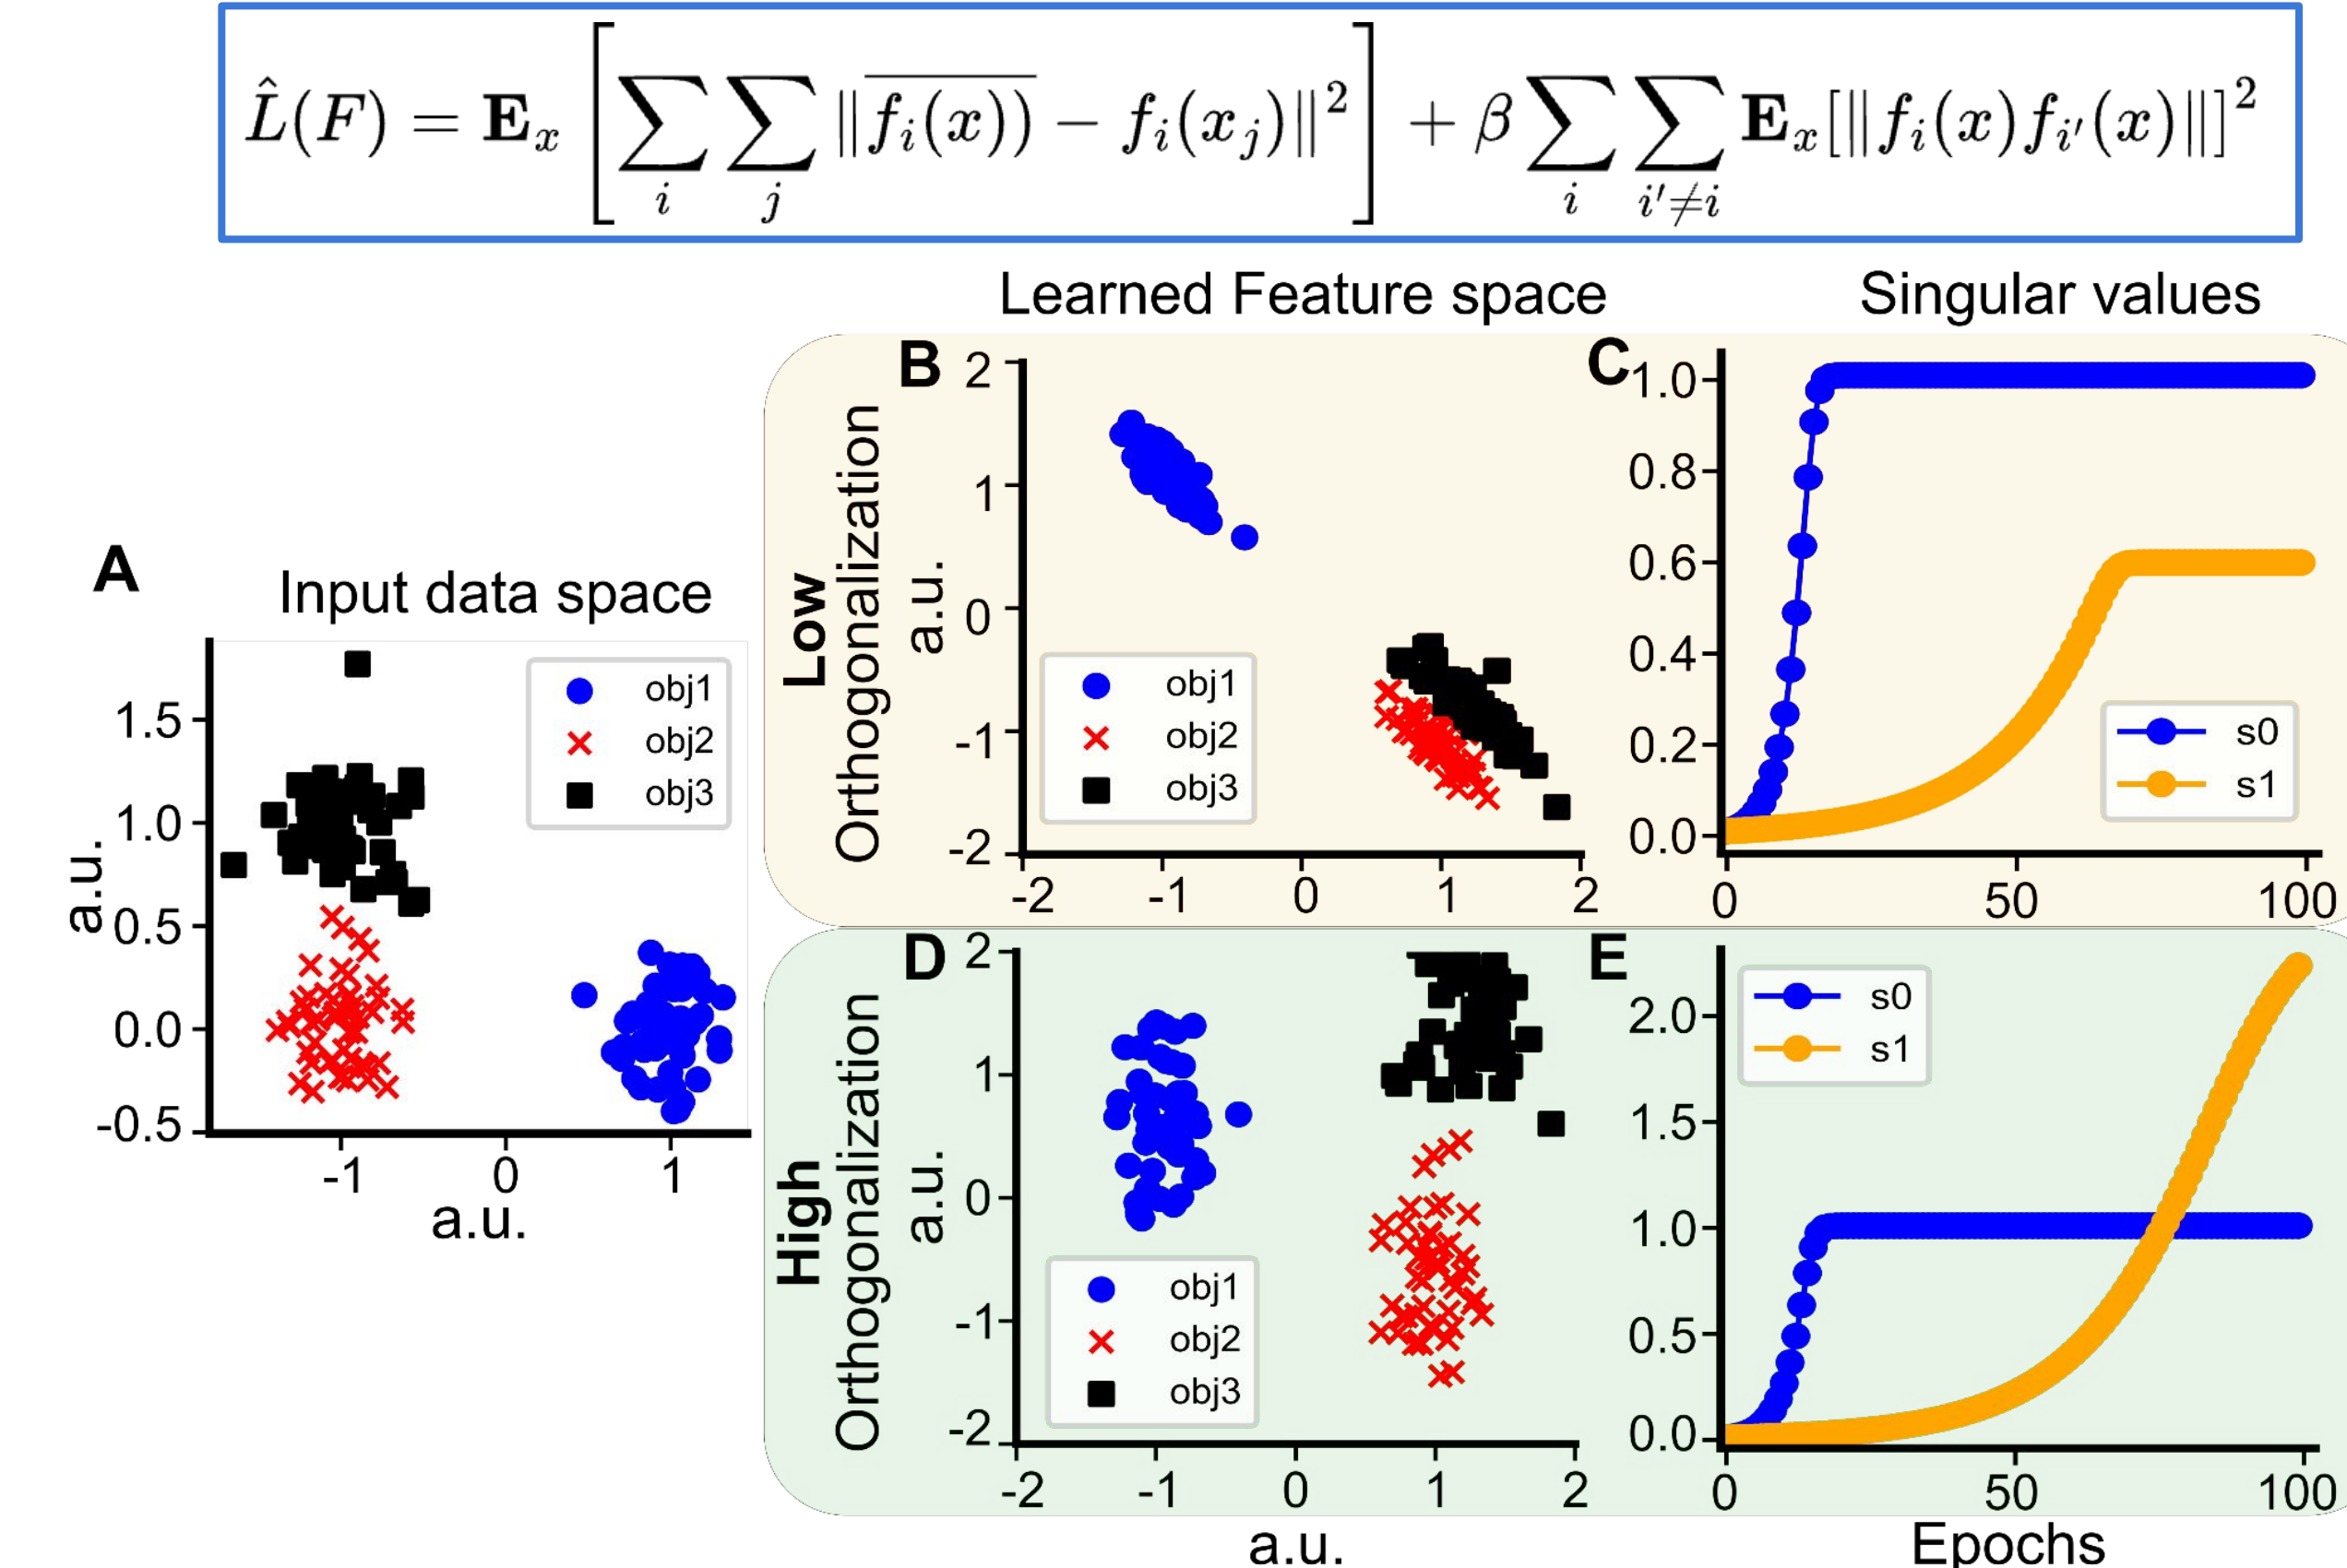 L̂(F) = E_x [ ∑_i ∑_j ‖\overline{f_i(x))} − f_i(x_j)‖² ] + β ∑_i ∑_{i′≠i} E_x[‖f_i(x)f_{i′}(x)‖]²
Learned Feature space
Singular values
A
Input data space
a.u.
1.5
1.0
0.5
0.0
-0.5
-1
0
1
a.u.
obj1
obj2
obj3
Low
Orthogonalization
B
a.u.
2
1
0
-1
-2
-2
-1
0
1
2
obj1
obj2
obj3
C
1.0
0.8
0.6
0.4
0.2
0.0
0
50
100
s0
s1
High
Orthogonalization
D
a.u.
2
1
0
-1
-2
-2
-1
0
1
2
a.u.
obj1
obj2
obj3
E
s0
s1
2.0
1.5
1.0
0.5
0.0
0
50
100
Epochs